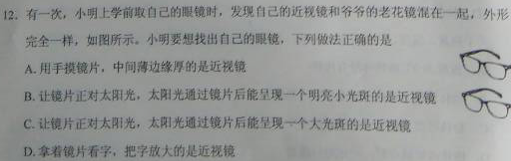 12. 有一次，小明上学前取自己的眼镜时，发现自己的近视镜和爷爷的老花镜混在一起，外形
完全一样，如图所示。小明要想找出自己的眼镜，下列做法正确的是
A. 用手摸镜片，中间薄边缘厚的是近视镜
B. 让镜片正对太阳光，太阳光通过镜片后能呈现一个明亮小光斑的是近视镜
C. 让镜片正对太阳光，太阳光通过镜片后能呈现一个大光斑的是近视镜
D. 拿着镜片看字，把字放大的是近视镜